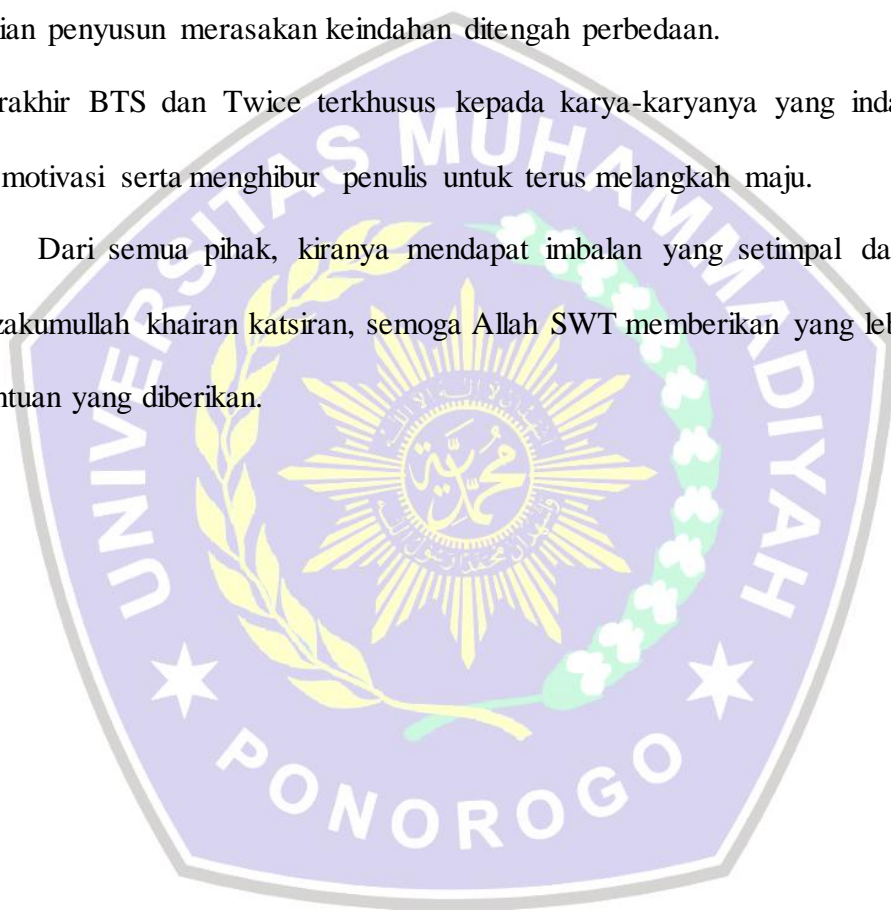 ian penyusun merasakan keindahan ditengah perbedaan.
rakhir BTS dan Twice terkhusus kepada karya-karyanya yang inda
motivasi serta menghibur penulis untuk terus melangkah maju.
Dari semua pihak, kiranya mendapat imbalan yang setimpal da
zakumullah khairan katsiran, semoga Allah SWT memberikan yang leb
ntuan yang diberikan.
UNIVERSITAS MUHAMMADIYAH
محمدية
PONOROGO